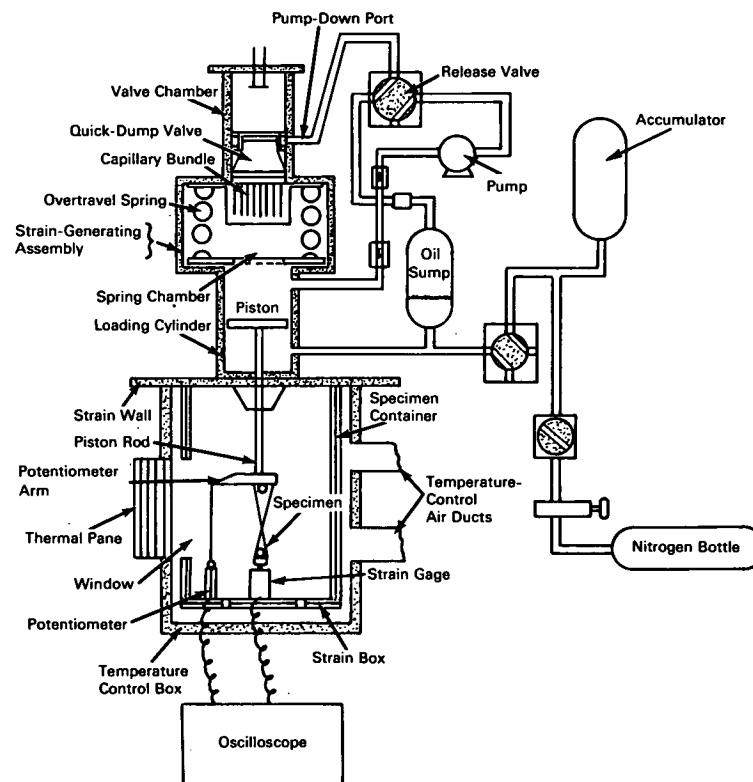 Pump-Down Port
Release Valve
Valve Chamber
Accumulator
Quick-Dump Valve
Capillary Bundle
Pump
Overtravel Spring
Strain-Generating
Assembly
Oil
Sump
Spring Chamber
Piston
Loading Cylinder
Strain Wall
Specimen
Container
Piston Rod
Potentiometer
Arm
Temperature-
Control
Air Ducts
Specimen
Thermal Pane
Nitrogen Bottle
Window
Strain Gage
Potentiometer
Strain Box
Temperature
Control Box
Oscilloscope